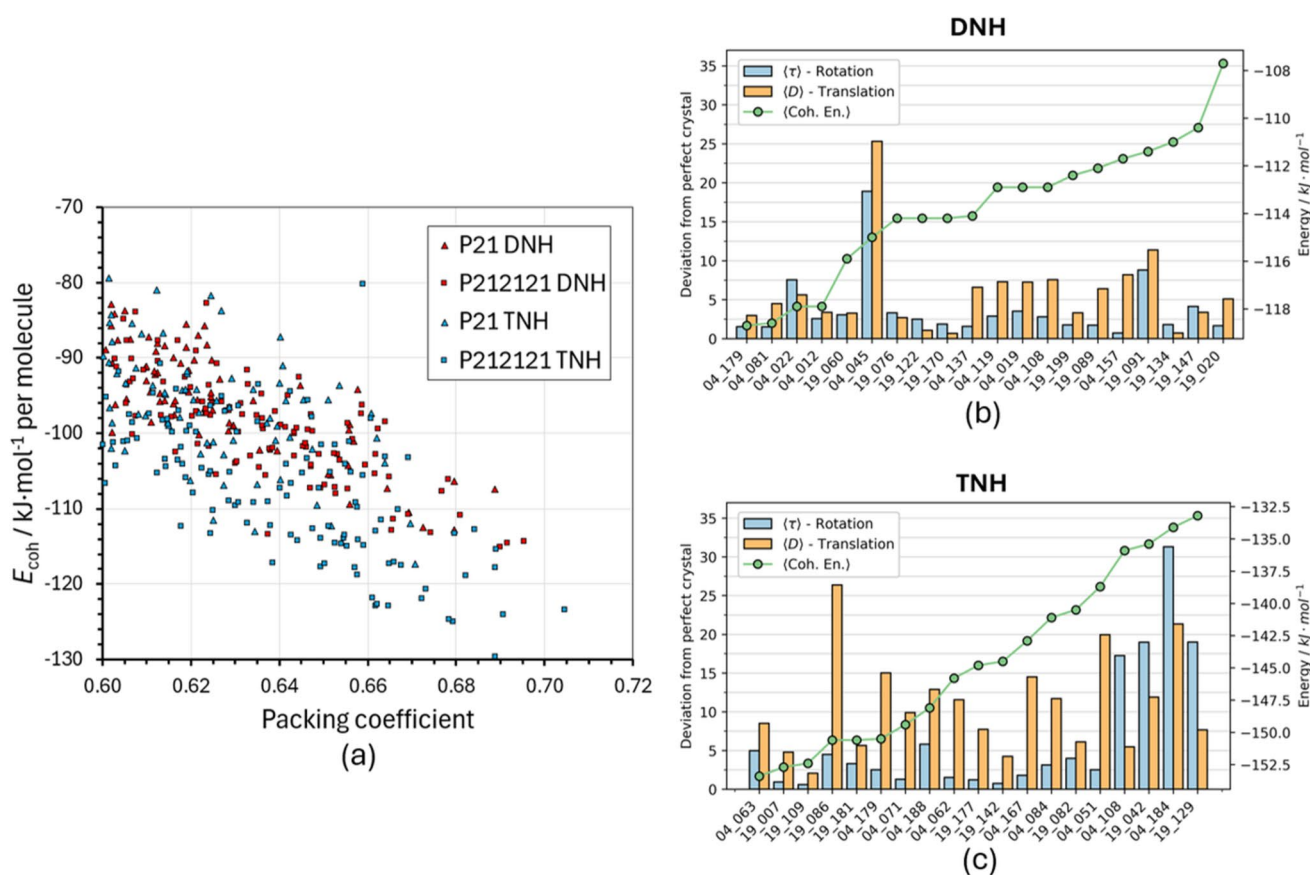 -70
-80
-90
-100
-110
-120
-130
E_coh / kJ·mol⁻¹ per molecule
P21 DNH
P212121 DNH
P21 TNH
P212121 TNH
0.60 0.62 0.64 0.66 0.68 0.70 0.72
Packing coefficient
(a)
DNH
⟨τ⟩ - Rotation
⟨D⟩ - Translation
⟨Coh. En.⟩
Deviation from perfect crystal
35
30
25
20
15
10
5
0
−108
−110
−112
−114
−116
−118
Energy / kJ · mol⁻¹
04_179 04_081 04_022 04_012 19_060 04_045 19_076 19_122 19_170 04_137 04_119 04_019 04_108 19_199 19_089 04_157 19_091 19_134 19_147 19_020
(b)
TNH
⟨τ⟩ - Rotation
⟨D⟩ - Translation
⟨Coh. En.⟩
Deviation from perfect crystal
35
30
25
20
15
10
5
0
−132.5
−135.0
−137.5
−140.0
−142.5
−145.0
−147.5
−150.0
−152.5
Energy / kJ · mol⁻¹
04_063 19_007 19_109 19_086 19_181 04_179 04_071 04_188 04_062 19_177 19_142 04_167 04_084 19_082 04_051 04_108 19_042 04_184 19_129
(c)